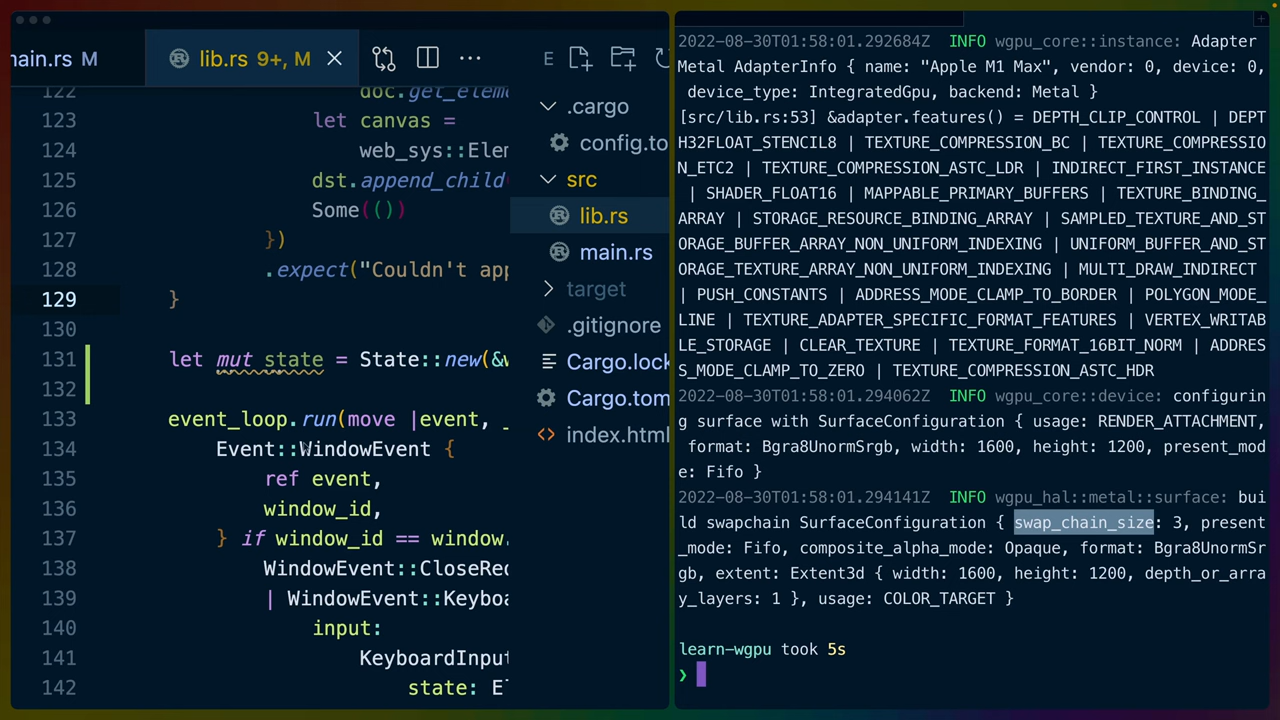 ain.rs M
lib.rs 9+, M
E
122 doc.get_elem
123 let canvas =
124 web_sys::Elem
125 dst.append_child(
126 Some(())
127 })
128 .expect("Couldn't app
129 }
130
131 let mut state = State::new(&w
132
133 event_loop.run(move |event, _
134 Event::WindowEvent {
135 ref event,
136 window_id,
137 } if window_id == window.
138 WindowEvent::CloseRec
139 | WindowEvent::Keyboa
140 input:
141 KeyboardInput
142 state: El
.cargo
config.to
src
lib.rs
main.rs
target
.gitignore
Cargo.lock
Cargo.tom
index.html
2022-08-30T01:58:01.292684Z INFO wgpu_core::instance: Adapter
Metal AdapterInfo { name: "Apple M1 Max", vendor: 0, device: 0,
device_type: IntegratedGpu, backend: Metal }
[src/lib.rs:53] &adapter.features() = DEPTH_CLIP_CONTROL | DEPT
H32FLOAT_STENCIL8 | TEXTURE_COMPRESSION_BC | TEXTURE_COMPRESSIO
N_ETC2 | TEXTURE_COMPRESSION_ASTC_LDR | INDIRECT_FIRST_INSTANCE
| SHADER_FLOAT16 | MAPPABLE_PRIMARY_BUFFERS | TEXTURE_BINDING_
ARRAY | STORAGE_RESOURCE_BINDING_ARRAY | SAMPLED_TEXTURE_AND_ST
ORAGE_BUFFER_ARRAY_NON_UNIFORM_INDEXING | UNIFORM_BUFFER_AND_ST
ORAGE_TEXTURE_ARRAY_NON_UNIFORM_INDEXING | MULTI_DRAW_INDIRECT
| PUSH_CONSTANTS | ADDRESS_MODE_CLAMP_TO_BORDER | POLYGON_MODE_
LINE | TEXTURE_ADAPTER_SPECIFIC_FORMAT_FEATURES | VERTEX_WRITAB
LE_STORAGE | CLEAR_TEXTURE | TEXTURE_FORMAT_16BIT_NORM | ADDRES
S_MODE_CLAMP_TO_ZERO | TEXTURE_COMPRESSION_ASTC_HDR
2022-08-30T01:58:01.294062Z INFO wgpu_core::device: configurin
g surface with SurfaceConfiguration { usage: RENDER_ATTACHMENT,
format: Bgra8UnormSrgb, width: 1600, height: 1200, present_mod
e: Fifo }
2022-08-30T01:58:01.294141Z INFO wgpu_hal::metal::surface: bui
ld swapchain SurfaceConfiguration { swap_chain_size: 3, present
_mode: Fifo, composite_alpha_mode: Opaque, format: Bgra8UnormSr
gb, extent: Extent3d { width: 1600, height: 1200, depth_or_arra
y_layers: 1 }, usage: COLOR_TARGET }
learn-wgpu took 5s
❯